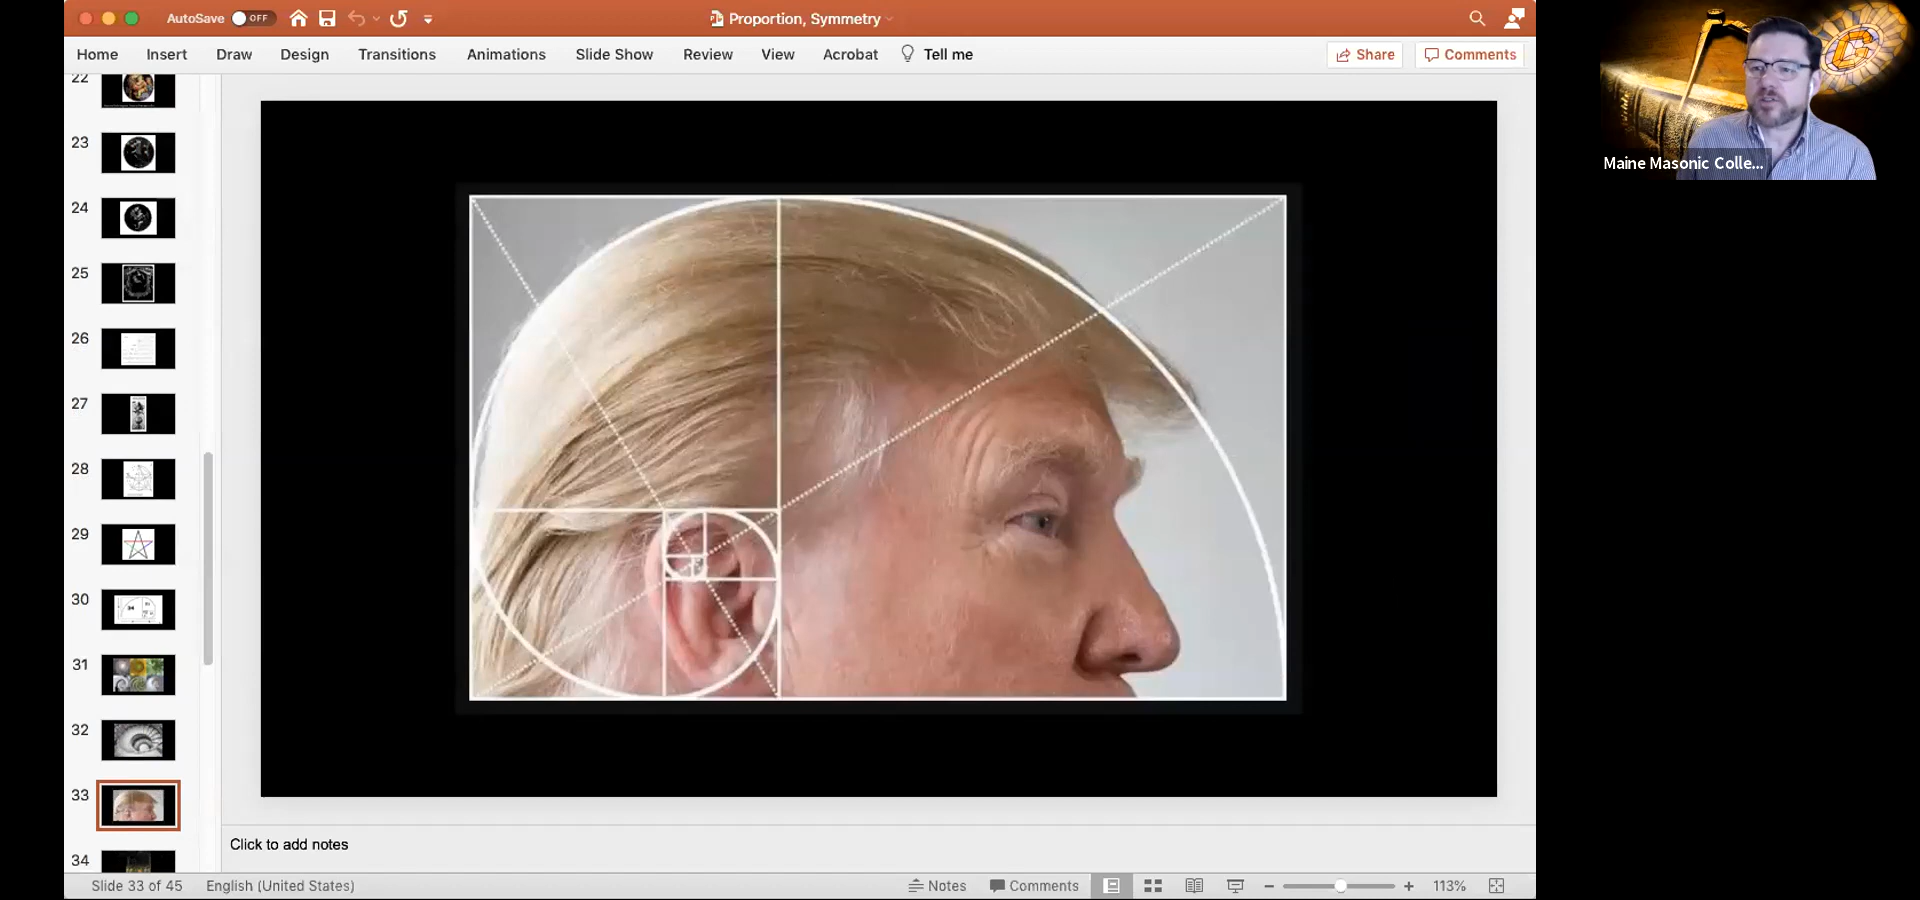 AutoSave OFF Proportion, Symmetry
Home Insert Draw Design Transitions Animations Slide Show Review View Acrobat Tell me Share Comments
22
23
24
25
26
27
28
29
30
31
32
33
34
Click to add notes
Slide 33 of 45 English (United States) Notes Comments 113%
G
Maine Masonic Colle...